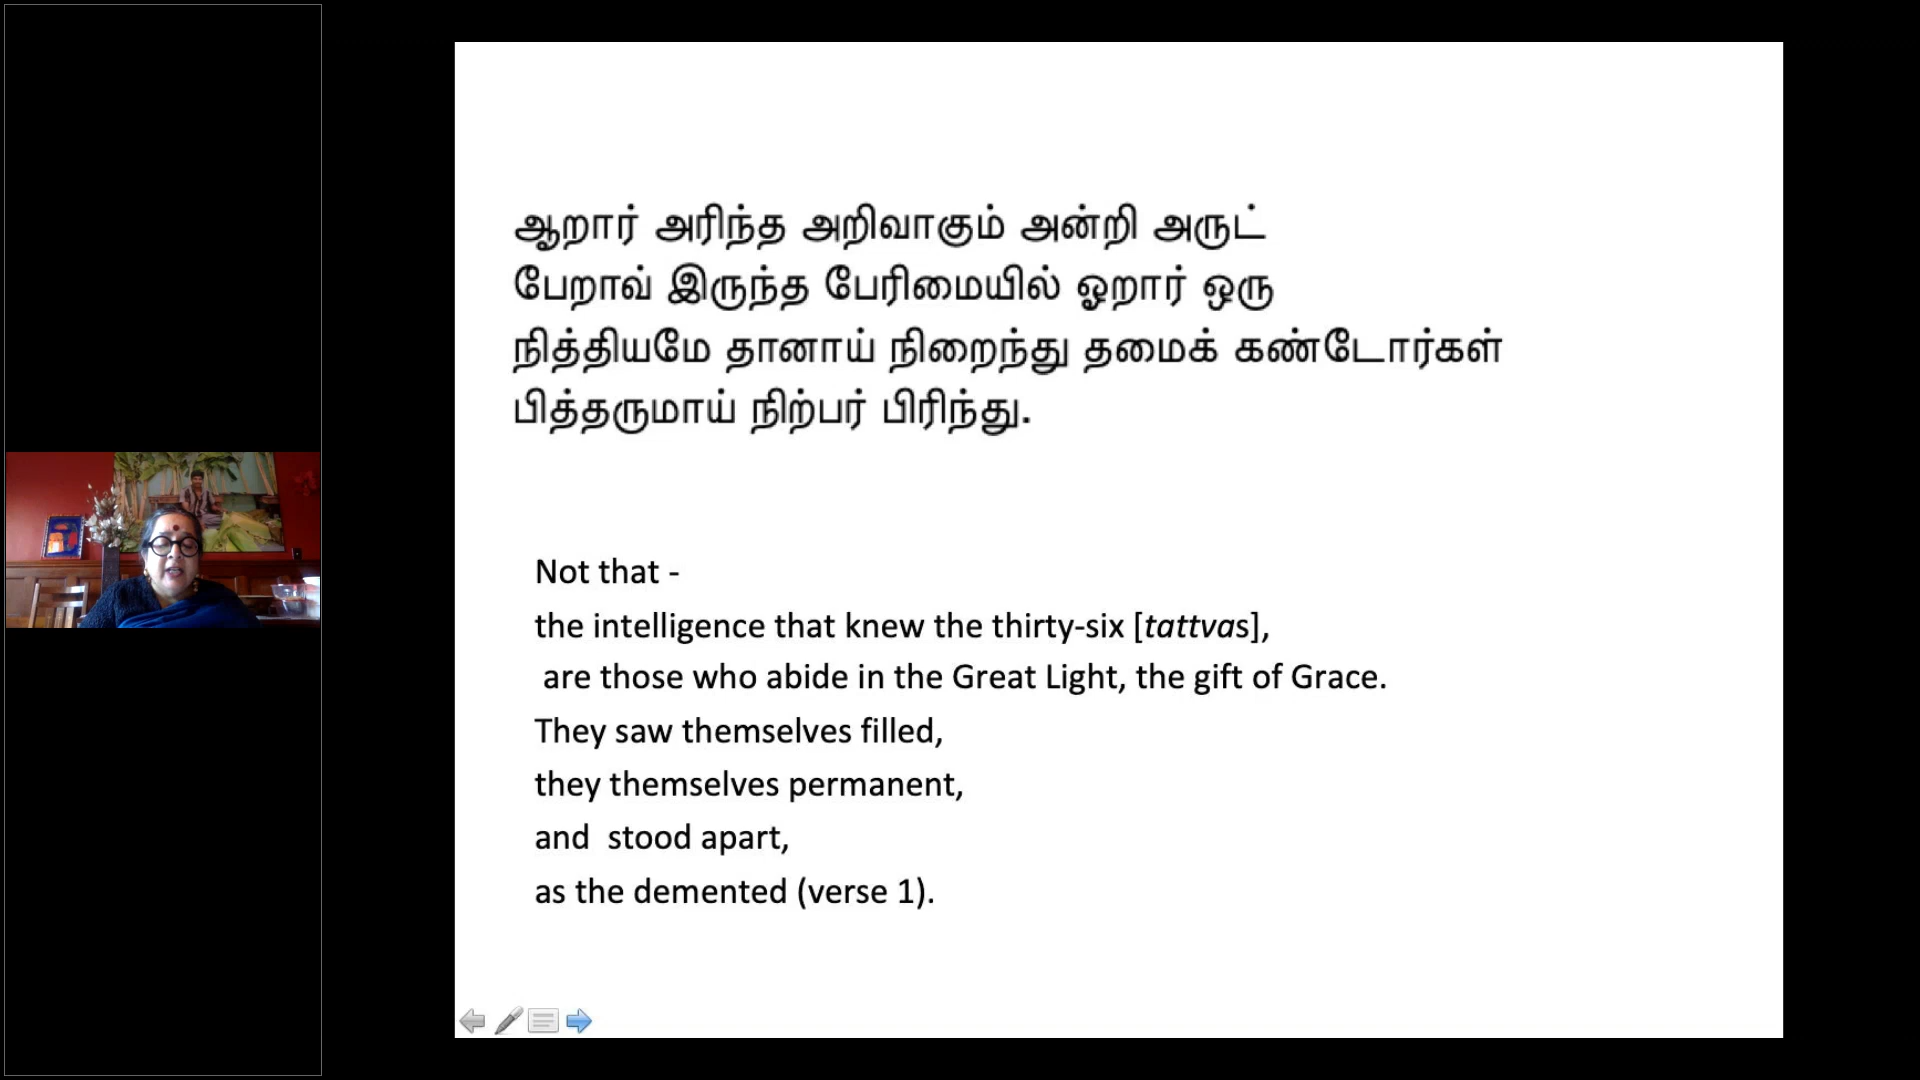 ஆறார் அரிந்த அறிவாகும் அன்றி அருட்
பேறாவ் இருந்த பேரிமையில் ஓறார் ஒரு
நித்தியமே தானாய் நிறைந்து தமைக் கண்டோர்கள்
பித்தருமாய் நிற்பர் பிரிந்து.
Not that -
the intelligence that knew the thirty-six [tattvas],
are those who abide in the Great Light, the gift of Grace.
They saw themselves filled,
they themselves permanent,
and stood apart,
as the demented (verse 1).